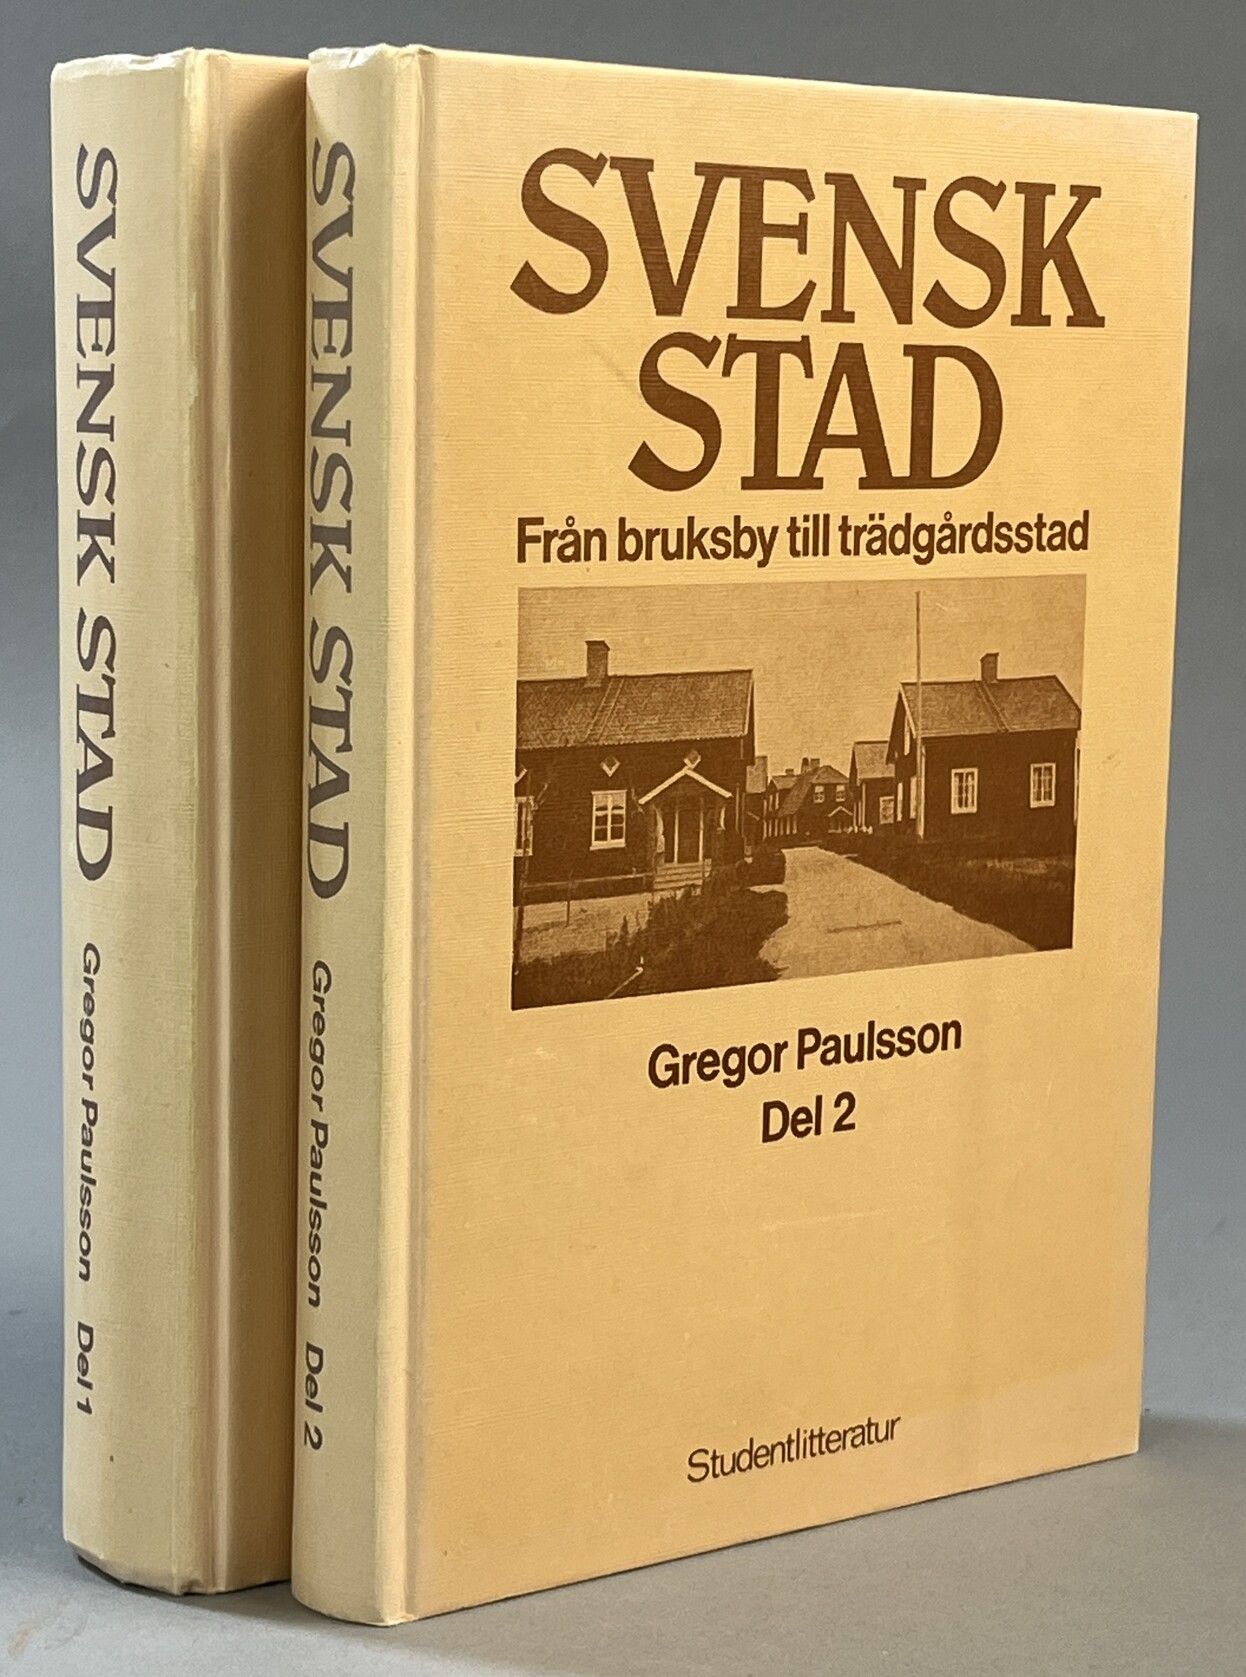 SVENSK STAD Gregor Paulsson Del 1
SVENSK STAD Gregor Paulsson Del 2
SVENSK
STAD
Från bruksby till trädgårdsstad
Gregor Paulsson
Del 2
Studentlitteratur